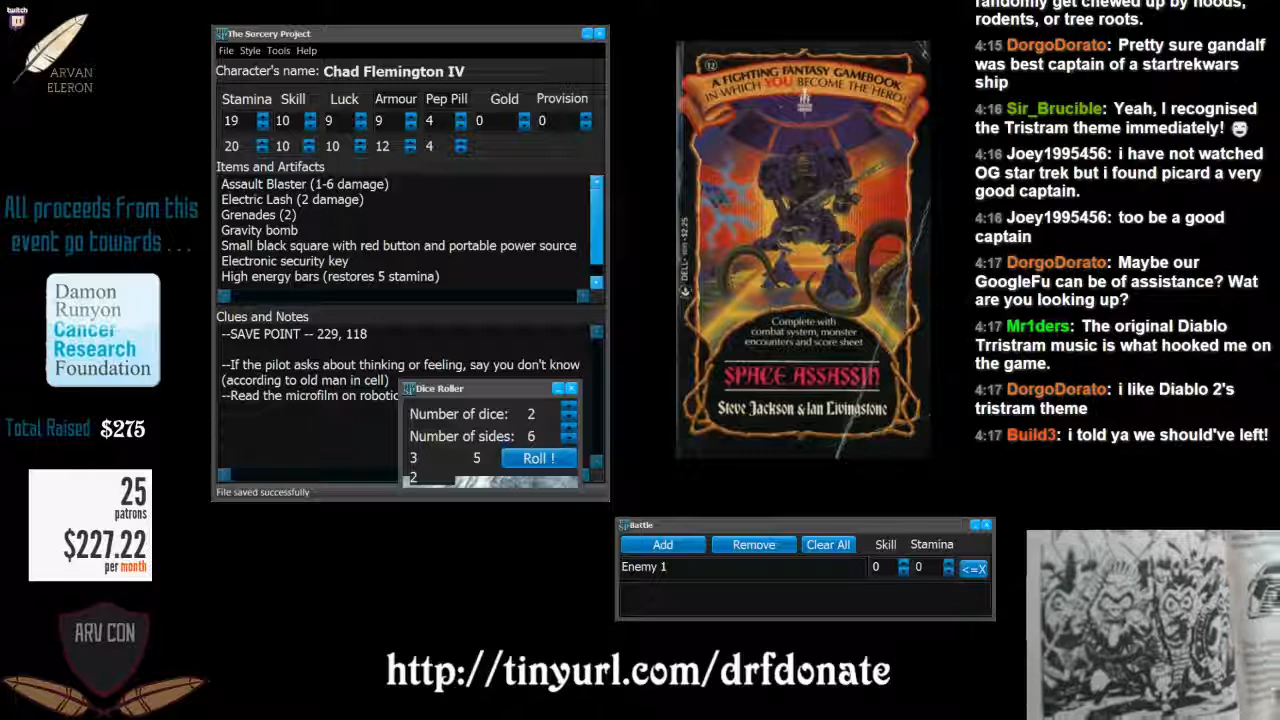 twitch
ARVAN
ELERON
All proceeds from this
event go towards . . .
Damon
Runyon
Cancer
Research
Foundation
Total Raised $275
25
patrons
$227.22
per month
ARV CON
The Sorcery Project
File Style Tools Help
Character's name: Chad Flemington IV
Stamina Skill Luck Armour Pep Pill Gold Provision
19 10 9 9 4 0 0
20 10 10 12 4
Items and Artifacts
Assault Blaster (1-6 damage)
Electric Lash (2 damage)
Grenades (2)
Gravity bomb
Small black square with red button and portable power source
Electronic security key
High energy bars (restores 5 stamina)
Clues and Notes
--SAVE POINT -- 229, 118
--If the pilot asks about thinking or feeling, say you don't know
(according to old man in cell)
--Read the microfilm on robotic
File saved successfully
Dice Roller
Number of dice: 2
Number of sides: 6
3 5 Roll !
2
12
A FIGHTING FANTASY GAMEBOOK
IN WHICH YOU BECOME THE HERO!
DELL $2.25
Complete with
combat system, monster
encounters and score sheet
SPACE ASSASSIN
Steve Jackson & Ian Livingstone
Battle
Add Remove Clear All Skill Stamina
Enemy 1 0 0 <=X
http://tinyurl.com/drfdonate
randomly get chewed up by floods,
rodents, or tree roots.
4:15 DorgoDorato: Pretty sure gandalf
was best captain of a startrekwars
ship
4:16 Sir_Brucible: Yeah, I recognised
the Tristram theme immediately!
4:16 Joey1995456: i have not watched
OG star trek but i found picard a very
good captain.
4:16 Joey1995456: too be a good
captain
4:17 DorgoDorato: Maybe our
GoogleFu can be of assistance? Wat
are you looking up?
4:17 Mr1ders: The original Diablo
Trristram music is what hooked me on
the game.
4:17 DorgoDorato: i like Diablo 2's
tristram theme
4:17 Build3: i told ya we should've left!